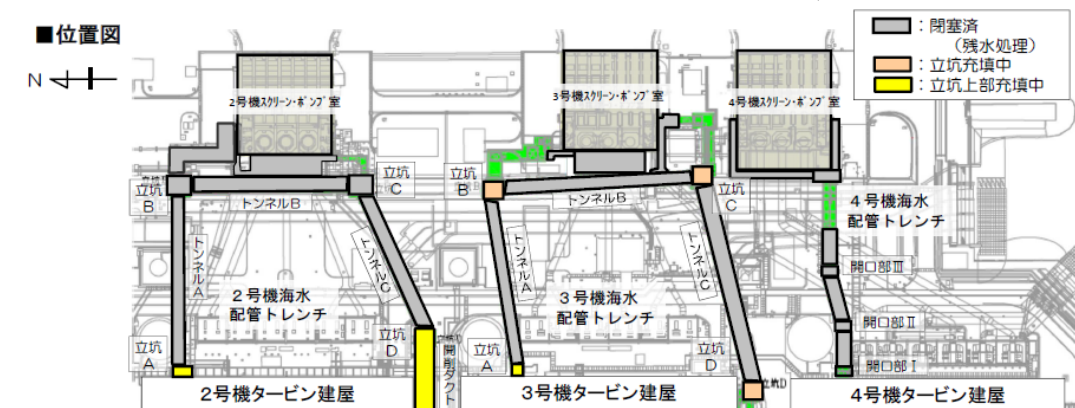 ■位置図
N
：閉塞済
（残水処理）
：立坑充填中
：立坑上部充填中
2号機スクリーン・ポンプ室
3号機スクリーン・ポンプ室
4号機スクリーン・ポンプ室
立坑
B
トンネルB
立坑
C
立坑
B
トンネルB
立坑
C
4号機海水
配管トレンチ
トンネルA
トンネルC
トンネルA
トンネルC
開口部Ⅲ
2号機海水
配管トレンチ
3号機海水
配管トレンチ
開口部Ⅱ
立坑
A
立坑
D
開削ダクト
立坑
A
立坑
D
開口部Ⅰ
立坑D
2号機タービン建屋
3号機タービン建屋
4号機タービン建屋